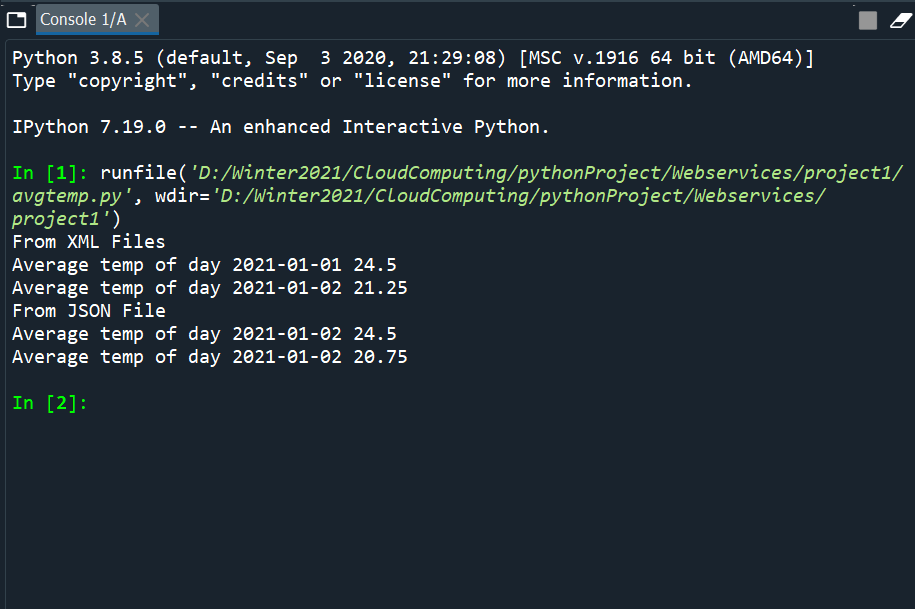 Console 1/A
Python 3.8.5 (default, Sep  3 2020, 21:29:08) [MSC v.1916 64 bit (AMD64)]
Type "copyright", "credits" or "license" for more information.
IPython 7.19.0 -- An enhanced Interactive Python.
In [1]: runfile('D:/Winter2021/CloudComputing/pythonProject/Webservices/project1/
avgtemp.py', wdir='D:/Winter2021/CloudComputing/pythonProject/Webservices/
project1')
From XML Files
Average temp of day 2021-01-01 24.5
Average temp of day 2021-01-02 21.25
From JSON File
Average temp of day 2021-01-02 24.5
Average temp of day 2021-01-02 20.75
In [2]: